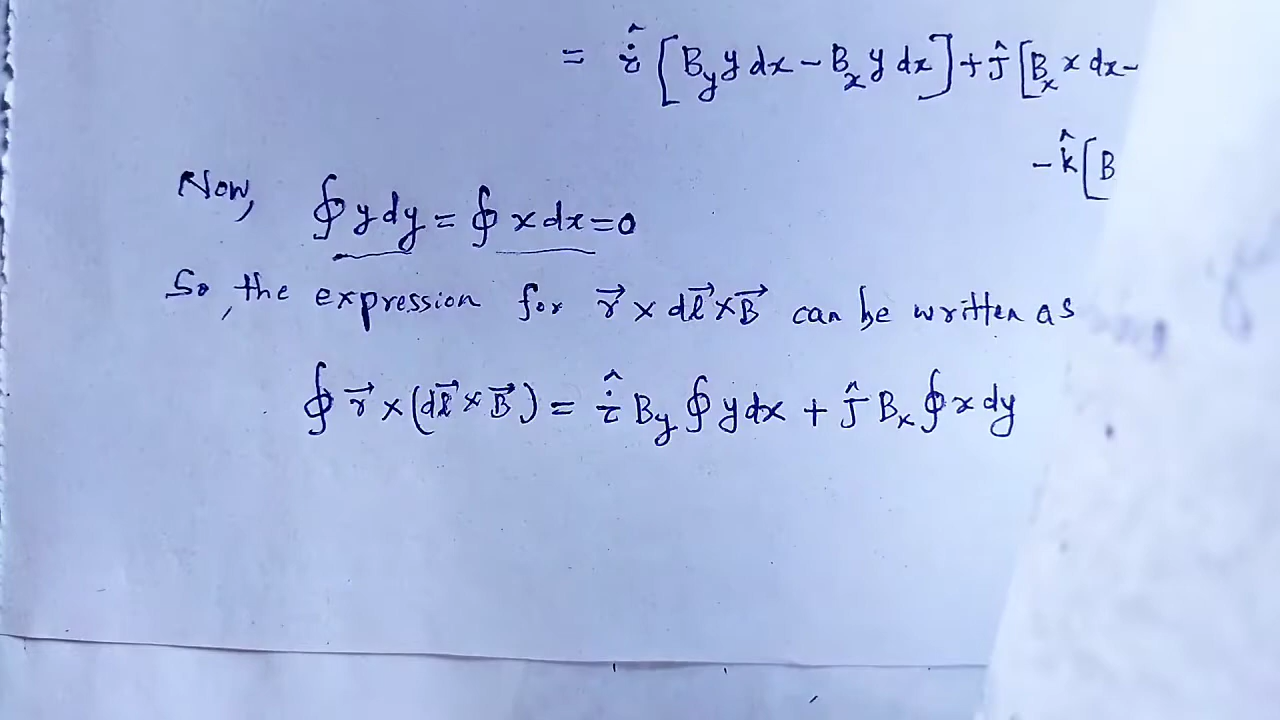 = î [B_y y dx - B_x y dx] + ĵ [B_x x dx -
- k̂ [B
Now, ∮ y dy = ∮ x dx = 0
So, the expression for r⃗ × dl⃗ × B⃗ can be written as
∮ r⃗ × (dl⃗ × B⃗) = î B_y ∮ y dx + ĵ B_x ∮ x dy